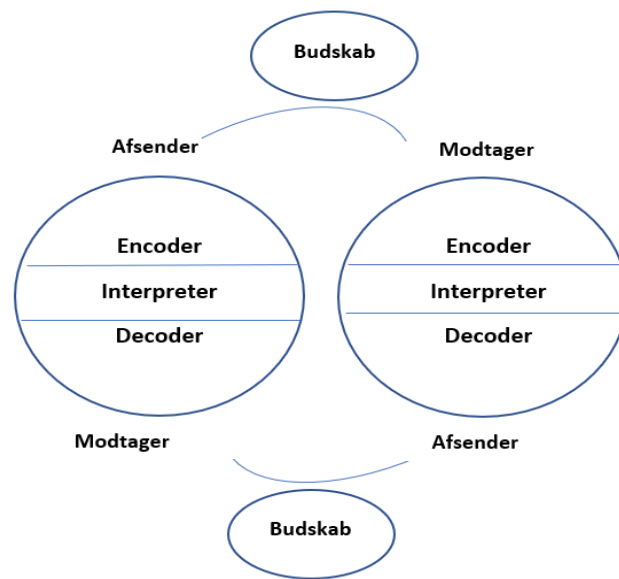 Budskab
Afsender
Modtager
Encoder
Interpreter
Decoder
Encoder
Interpreter
Decoder
Modtager
Afsender
Budskab